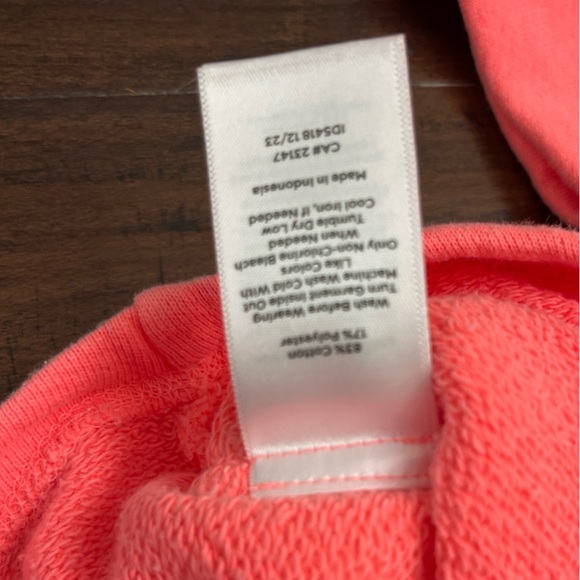 83% Cotton
17% Polyester
Wash Before Wearing
Turn Garment Inside Out
Machine Wash Cold With
Like Colors
Only Non-Chlorine Bleach
When Needed
Tumble Dry Low
Cool Iron, If Needed
Made in Indonesia
CA# 23147
ID5418 12/23